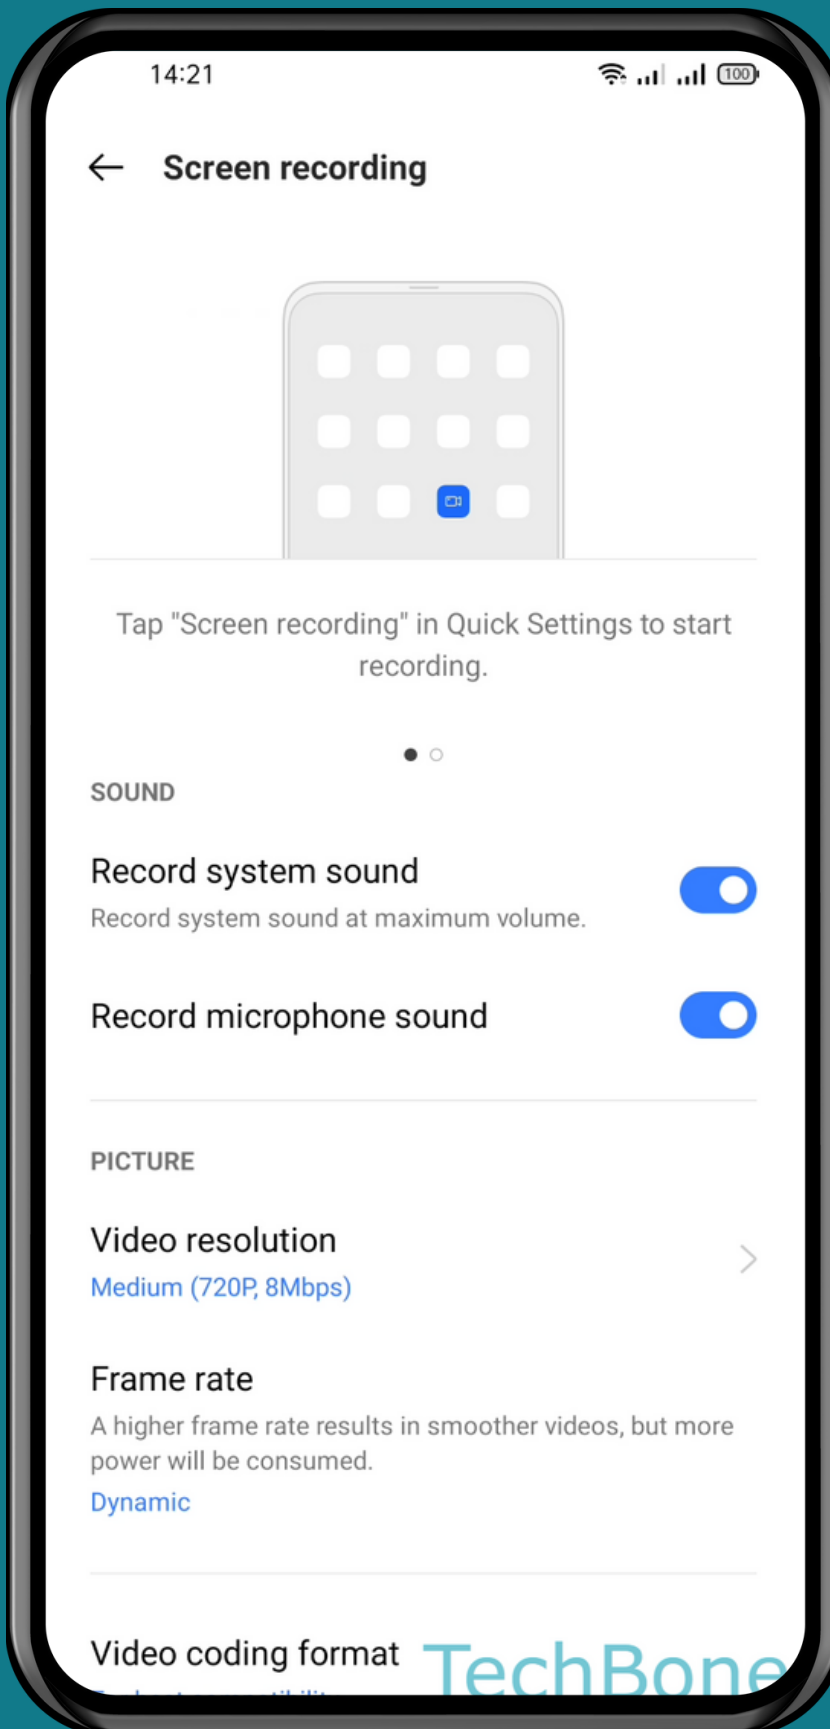 14:21
100
Screen recording
Tap "Screen recording" in Quick Settings to start
recording.
SOUND
Record system sound
Record system sound at maximum volume.
Record microphone sound
PICTURE
Video resolution
Medium (720P, 8Mbps)
Frame rate
A higher frame rate results in smoother videos, but more
power will be consumed.
Dynamic
Video coding format
TechBone